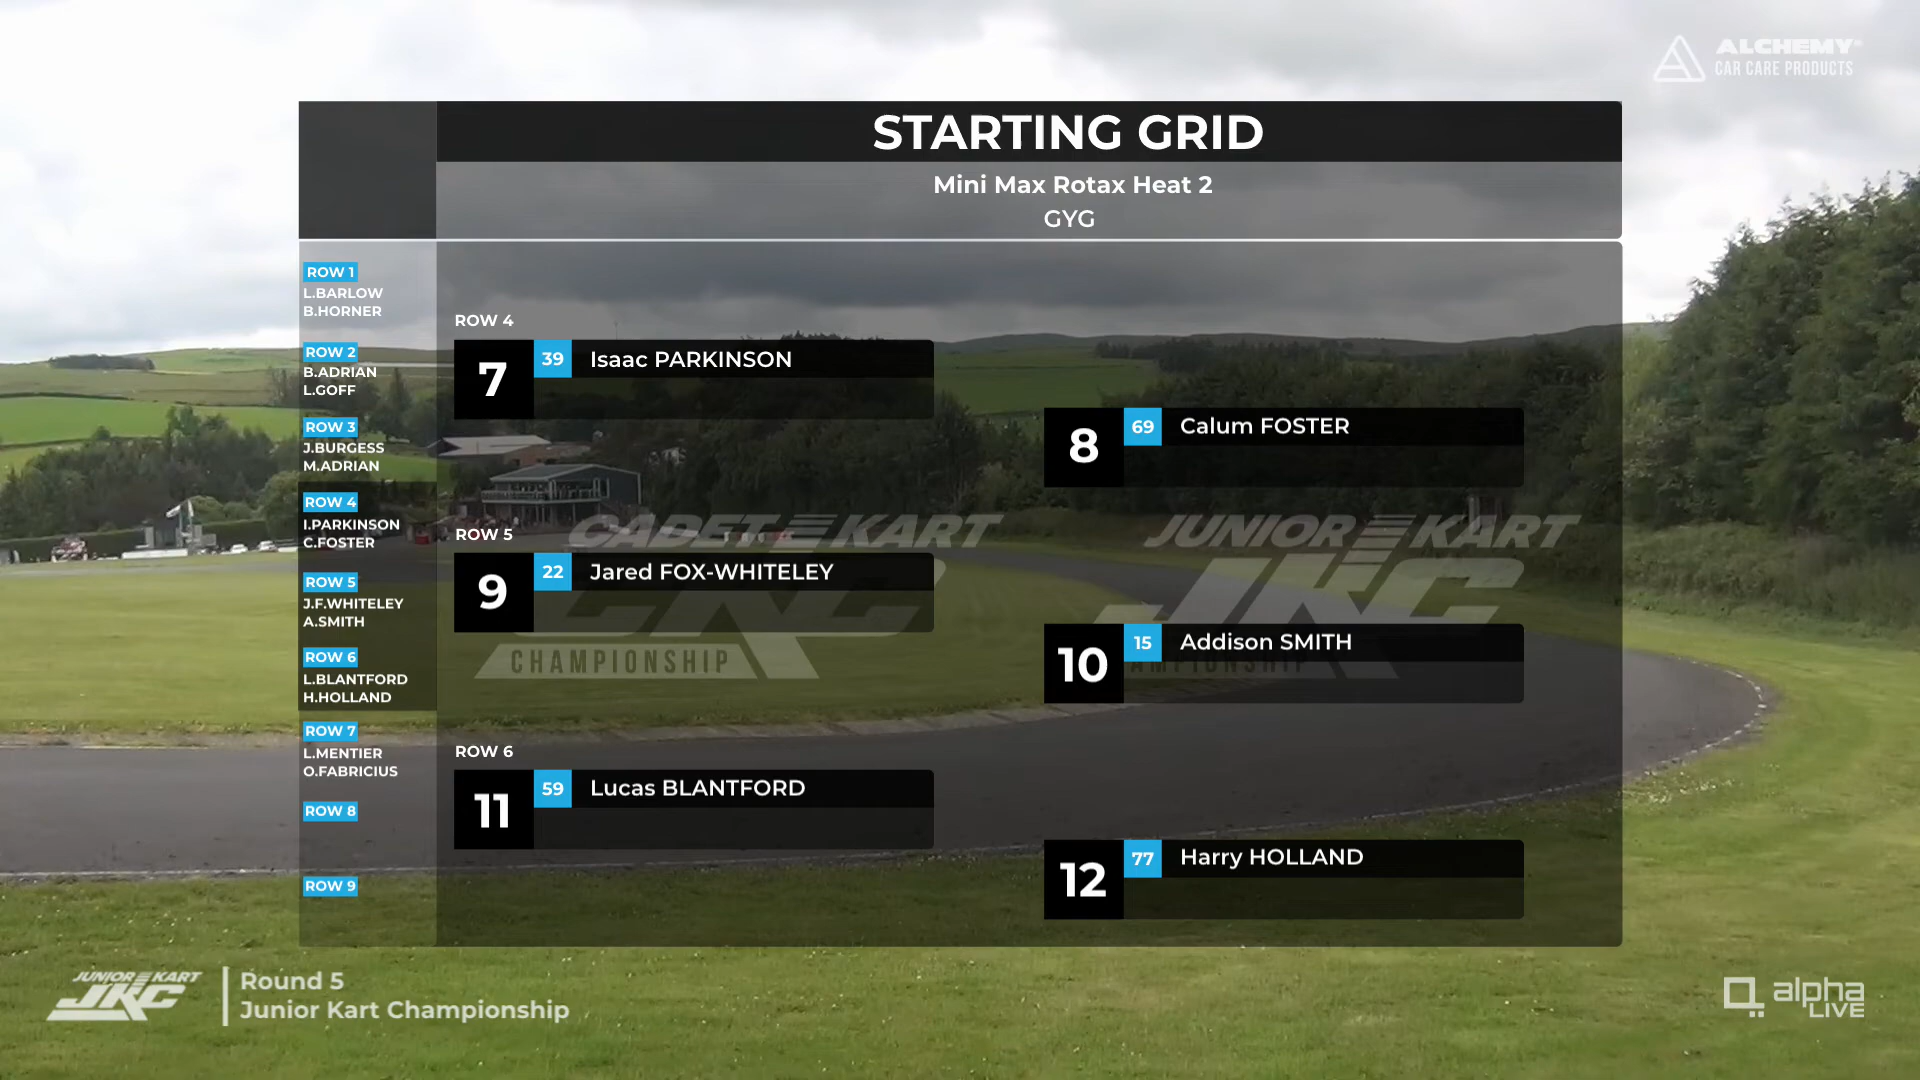 ALCHEMY
CAR CARE PRODUCTS
STARTING GRID
Mini Max Rotax Heat 2
GYG
ROW 1
L.BARLOW
B.HORNER
ROW 2
B.ADRIAN
L.GOFF
ROW 3
J.BURGESS
M.ADRIAN
ROW 4
I.PARKINSON
C.FOSTER
ROW 5
J.F.WHITELEY
A.SMITH
ROW 6
L.BLANTFORD
H.HOLLAND
ROW 7
L.MENTIER
O.FABRICIUS
ROW 8
ROW 9
ROW 4
7 39 Isaac PARKINSON
8 69 Calum FOSTER
ROW 5
9 22 Jared FOX-WHITELEY
10 15 Addison SMITH
ROW 6
11 59 Lucas BLANTFORD
12 77 Harry HOLLAND
CADET KART
CKC
CHAMPIONSHIP
JUNIOR KART
JKC
JUNIOR KART
JKC
Round 5
Junior Kart Championship
alpha
LIVE